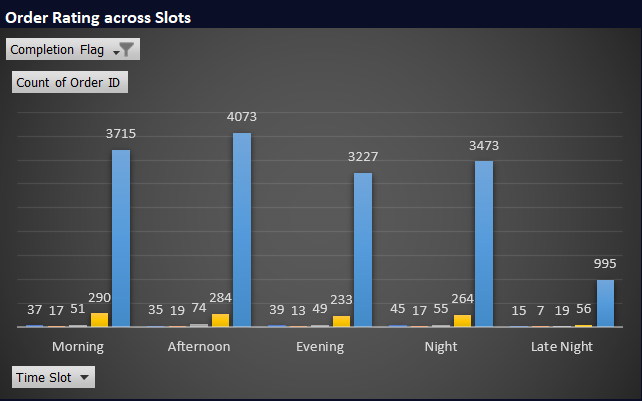 Order Rating across Slots
Completion Flag
Count of Order ID
3715
4073
3227
3473
995
37 17 51 290
35 19 74 284
39 13 49 233
45 17 55 264
15 7 19 56
Morning Afternoon Evening Night Late Night
Time Slot